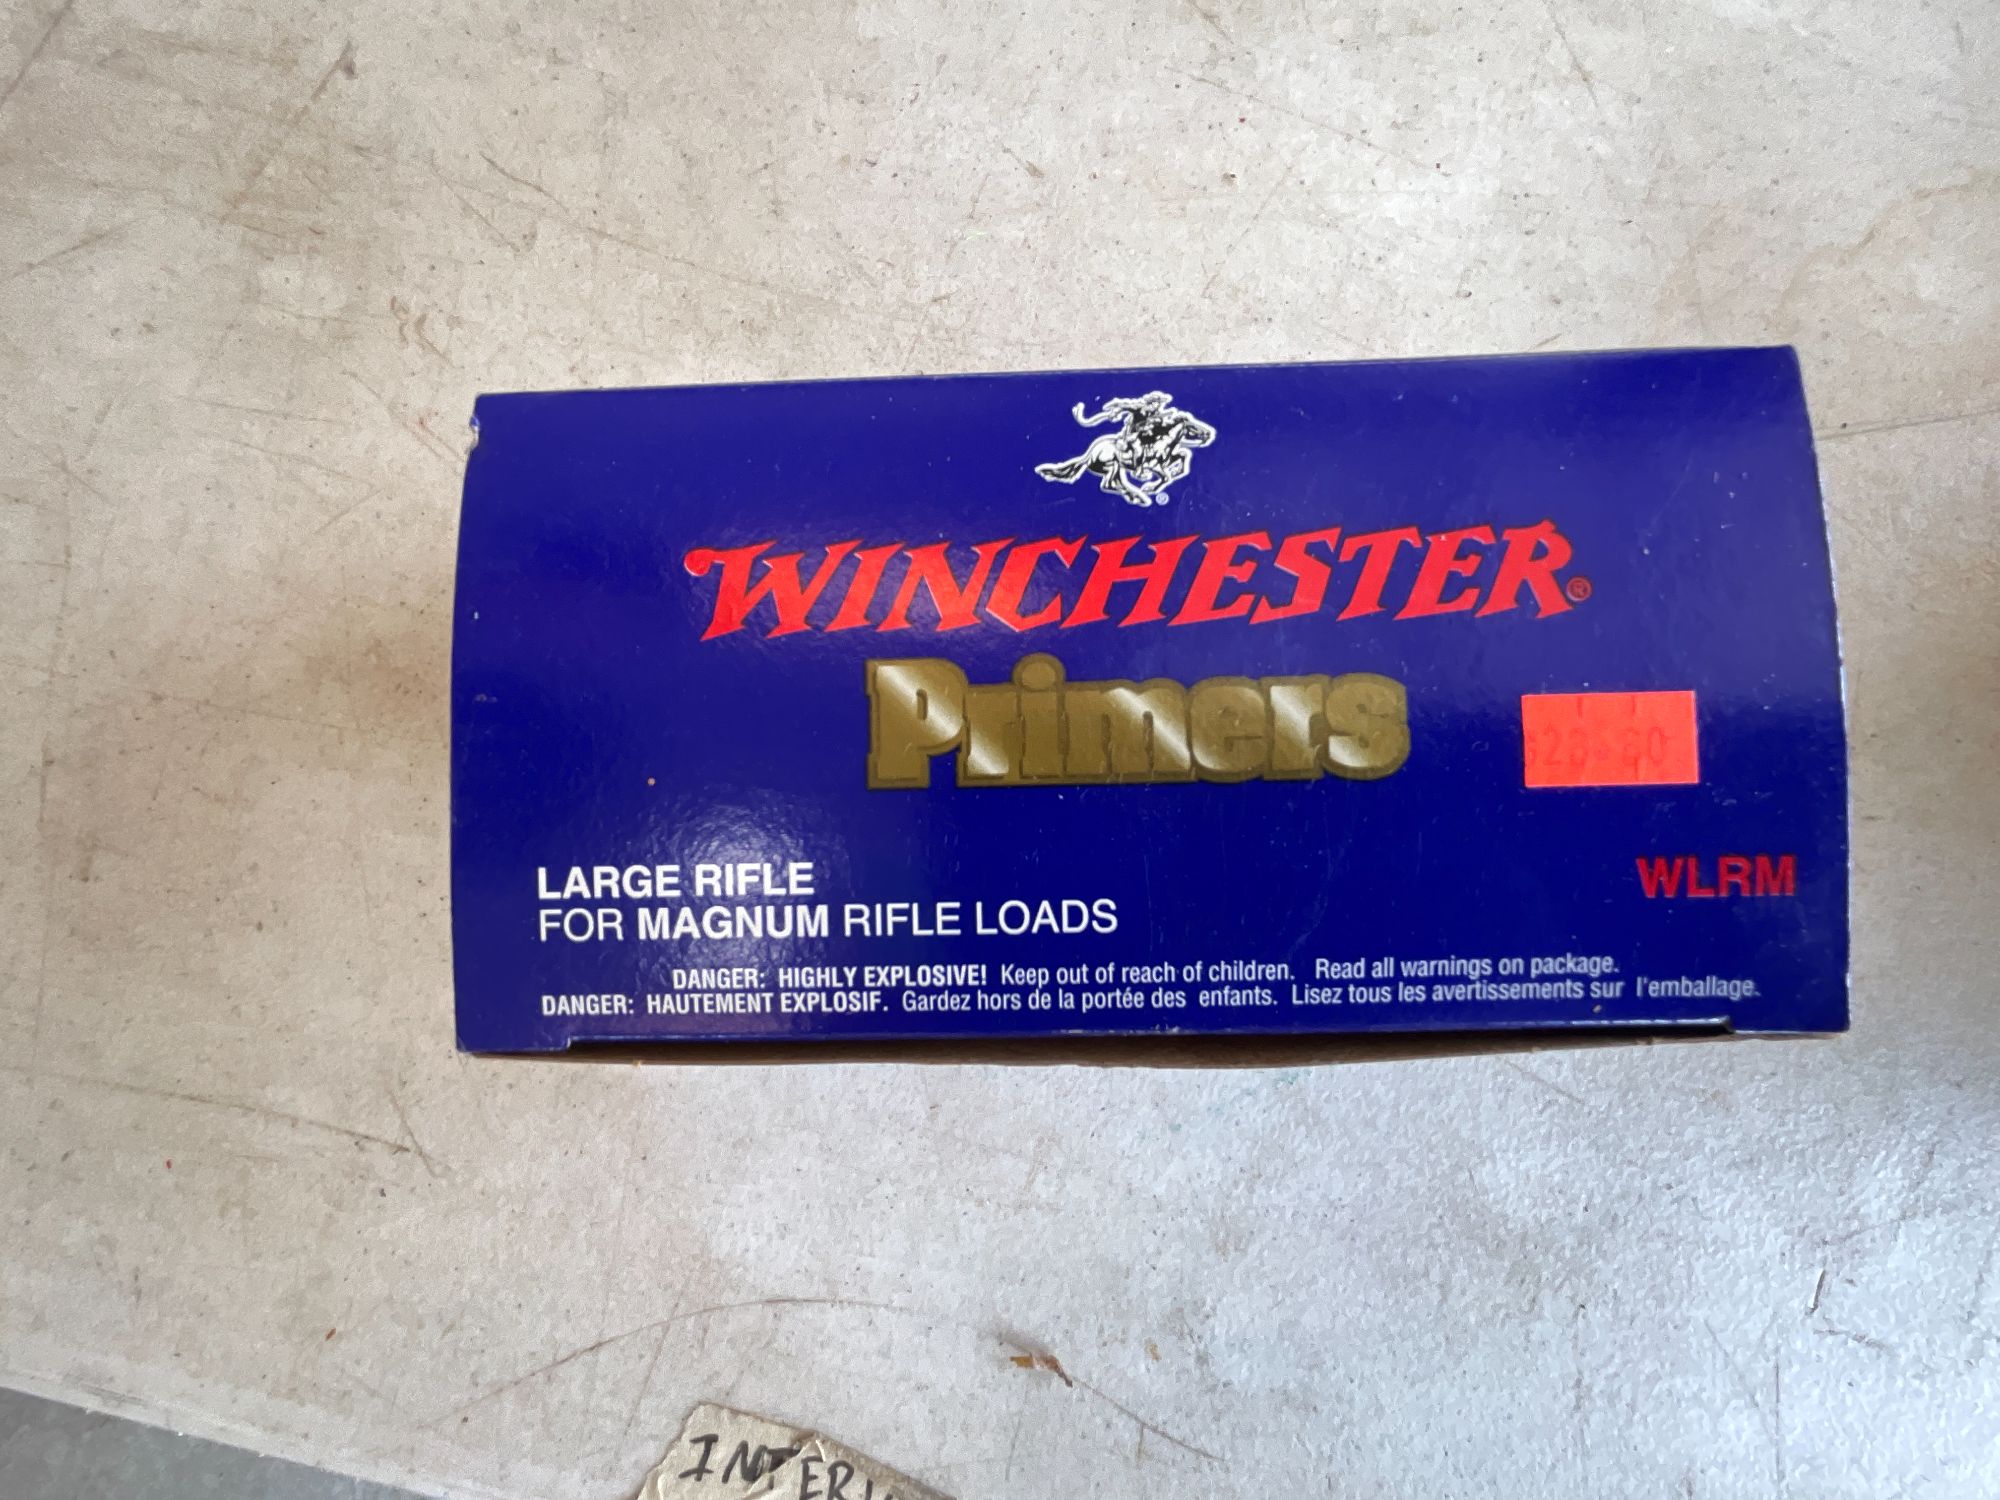 WINCHESTER®
Primers
LARGE RIFLE
FOR MAGNUM RIFLE LOADS
WLRM
DANGER: HIGHLY EXPLOSIVE! Keep out of reach of children. Read all warnings on package.
DANGER: HAUTEMENT EXPLOSIF. Gardez hors de la portée des enfants. Lisez tous les avertissements sur l'emballage.